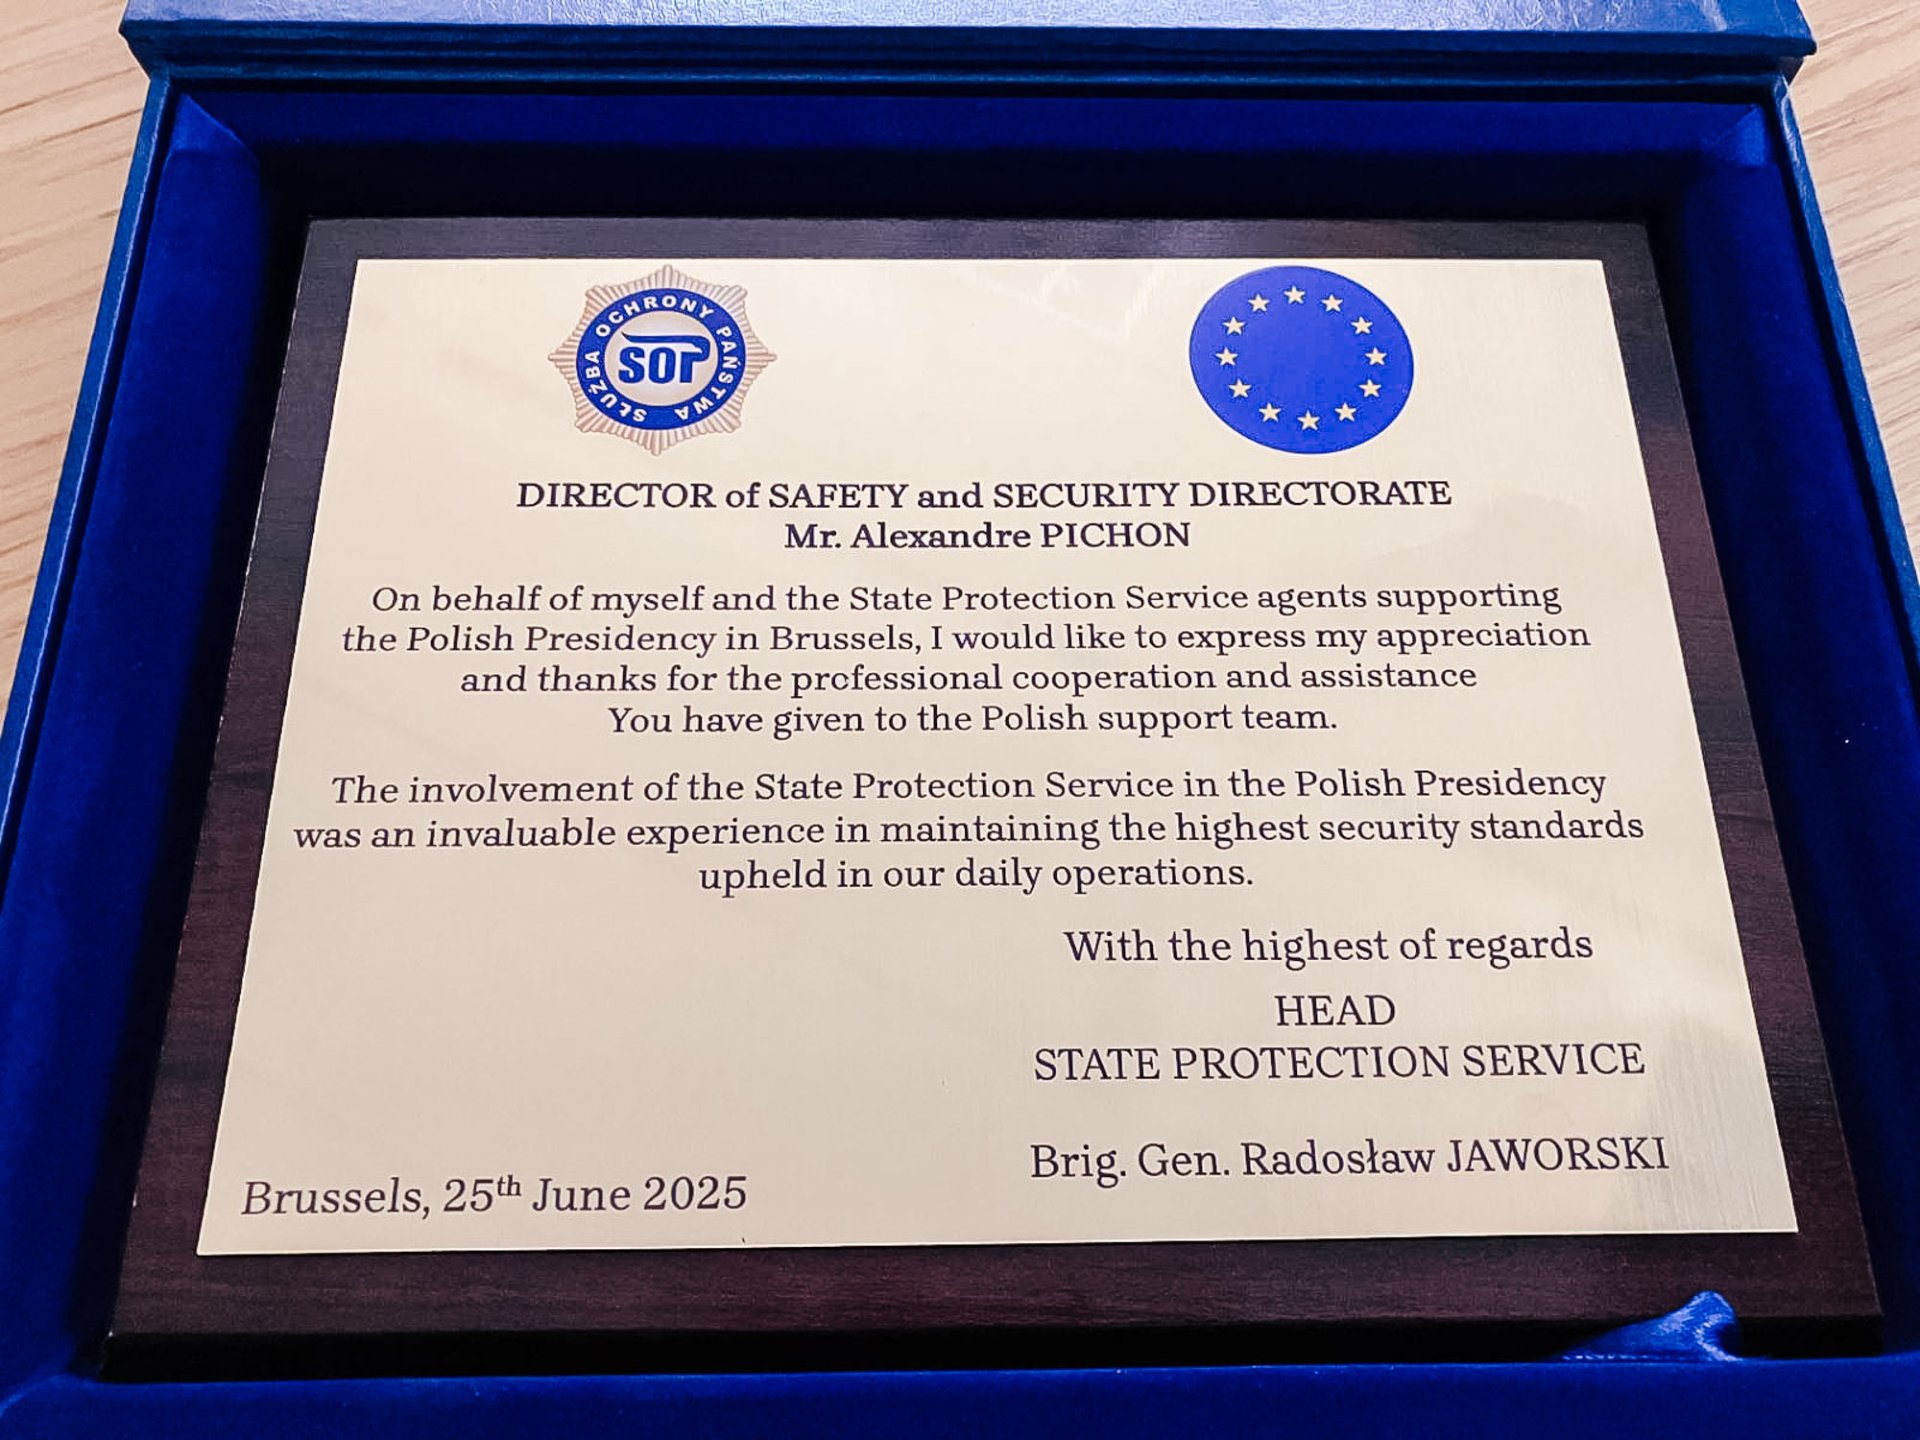 SŁUŻBA OCHRONY PAŃSTWA
SOP
DIRECTOR of SAFETY and SECURITY DIRECTORATE
Mr. Alexandre PICHON
On behalf of myself and the State Protection Service agents supporting
the Polish Presidency in Brussels, I would like to express my appreciation
and thanks for the professional cooperation and assistance
You have given to the Polish support team.
The involvement of the State Protection Service in the Polish Presidency
was an invaluable experience in maintaining the highest security standards
upheld in our daily operations.
With the highest of regards
HEAD
STATE PROTECTION SERVICE
Brig. Gen. Radosław JAWORSKI
Brussels, 25th June 2025